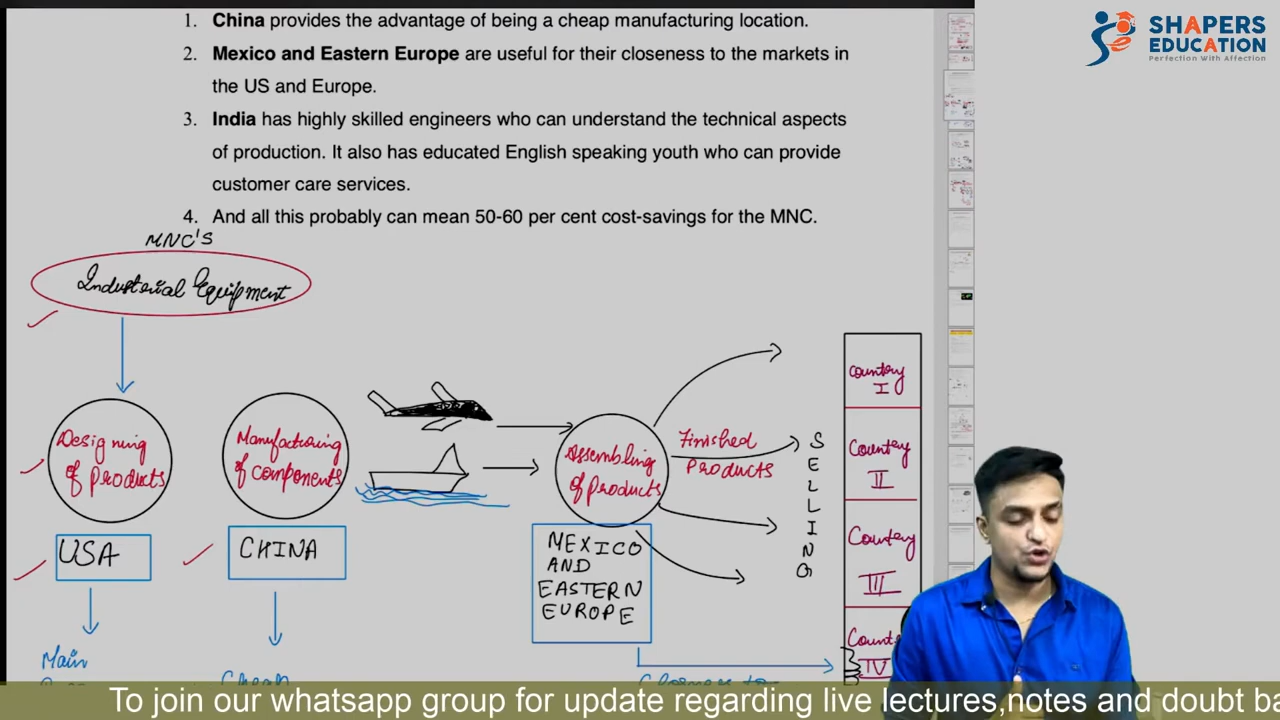 1. China provides the advantage of being a cheap manufacturing location.
2. Mexico and Eastern Europe are useful for their closeness to the markets in
the US and Europe.
3. India has highly skilled engineers who can understand the technical aspects
of production. It also has educated English speaking youth who can provide
customer care services.
4. And all this probably can mean 50-60 per cent cost-savings for the MNC.
SHAPERS
EDUCATION
Perfection With Affection
MNC'S
Industrial Equipment
Designing
of products
USA
Main
Manufactring
of components
CHINA
Cheap
Assembling
of products
MEXICO
AND
EASTERN
EUROPE
Closeness to
Finished
Products
SELLING
Country
I
Country
II
Country
III
Count
IV
To join our whatsapp group for update regarding live lectures,notes and doubt ba